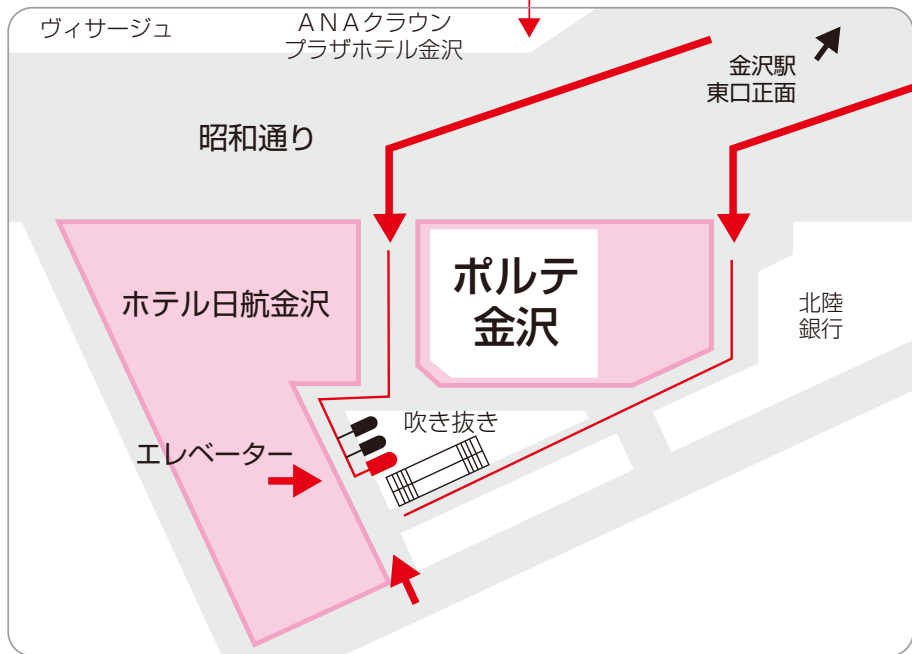 ヴィサージュ
ANAクラウン
プラザホテル金沢
金沢駅
東口正面
昭和通り
ホテル日航金沢
ポルテ
金沢
北陸
銀行
吹き抜き
エレベーター